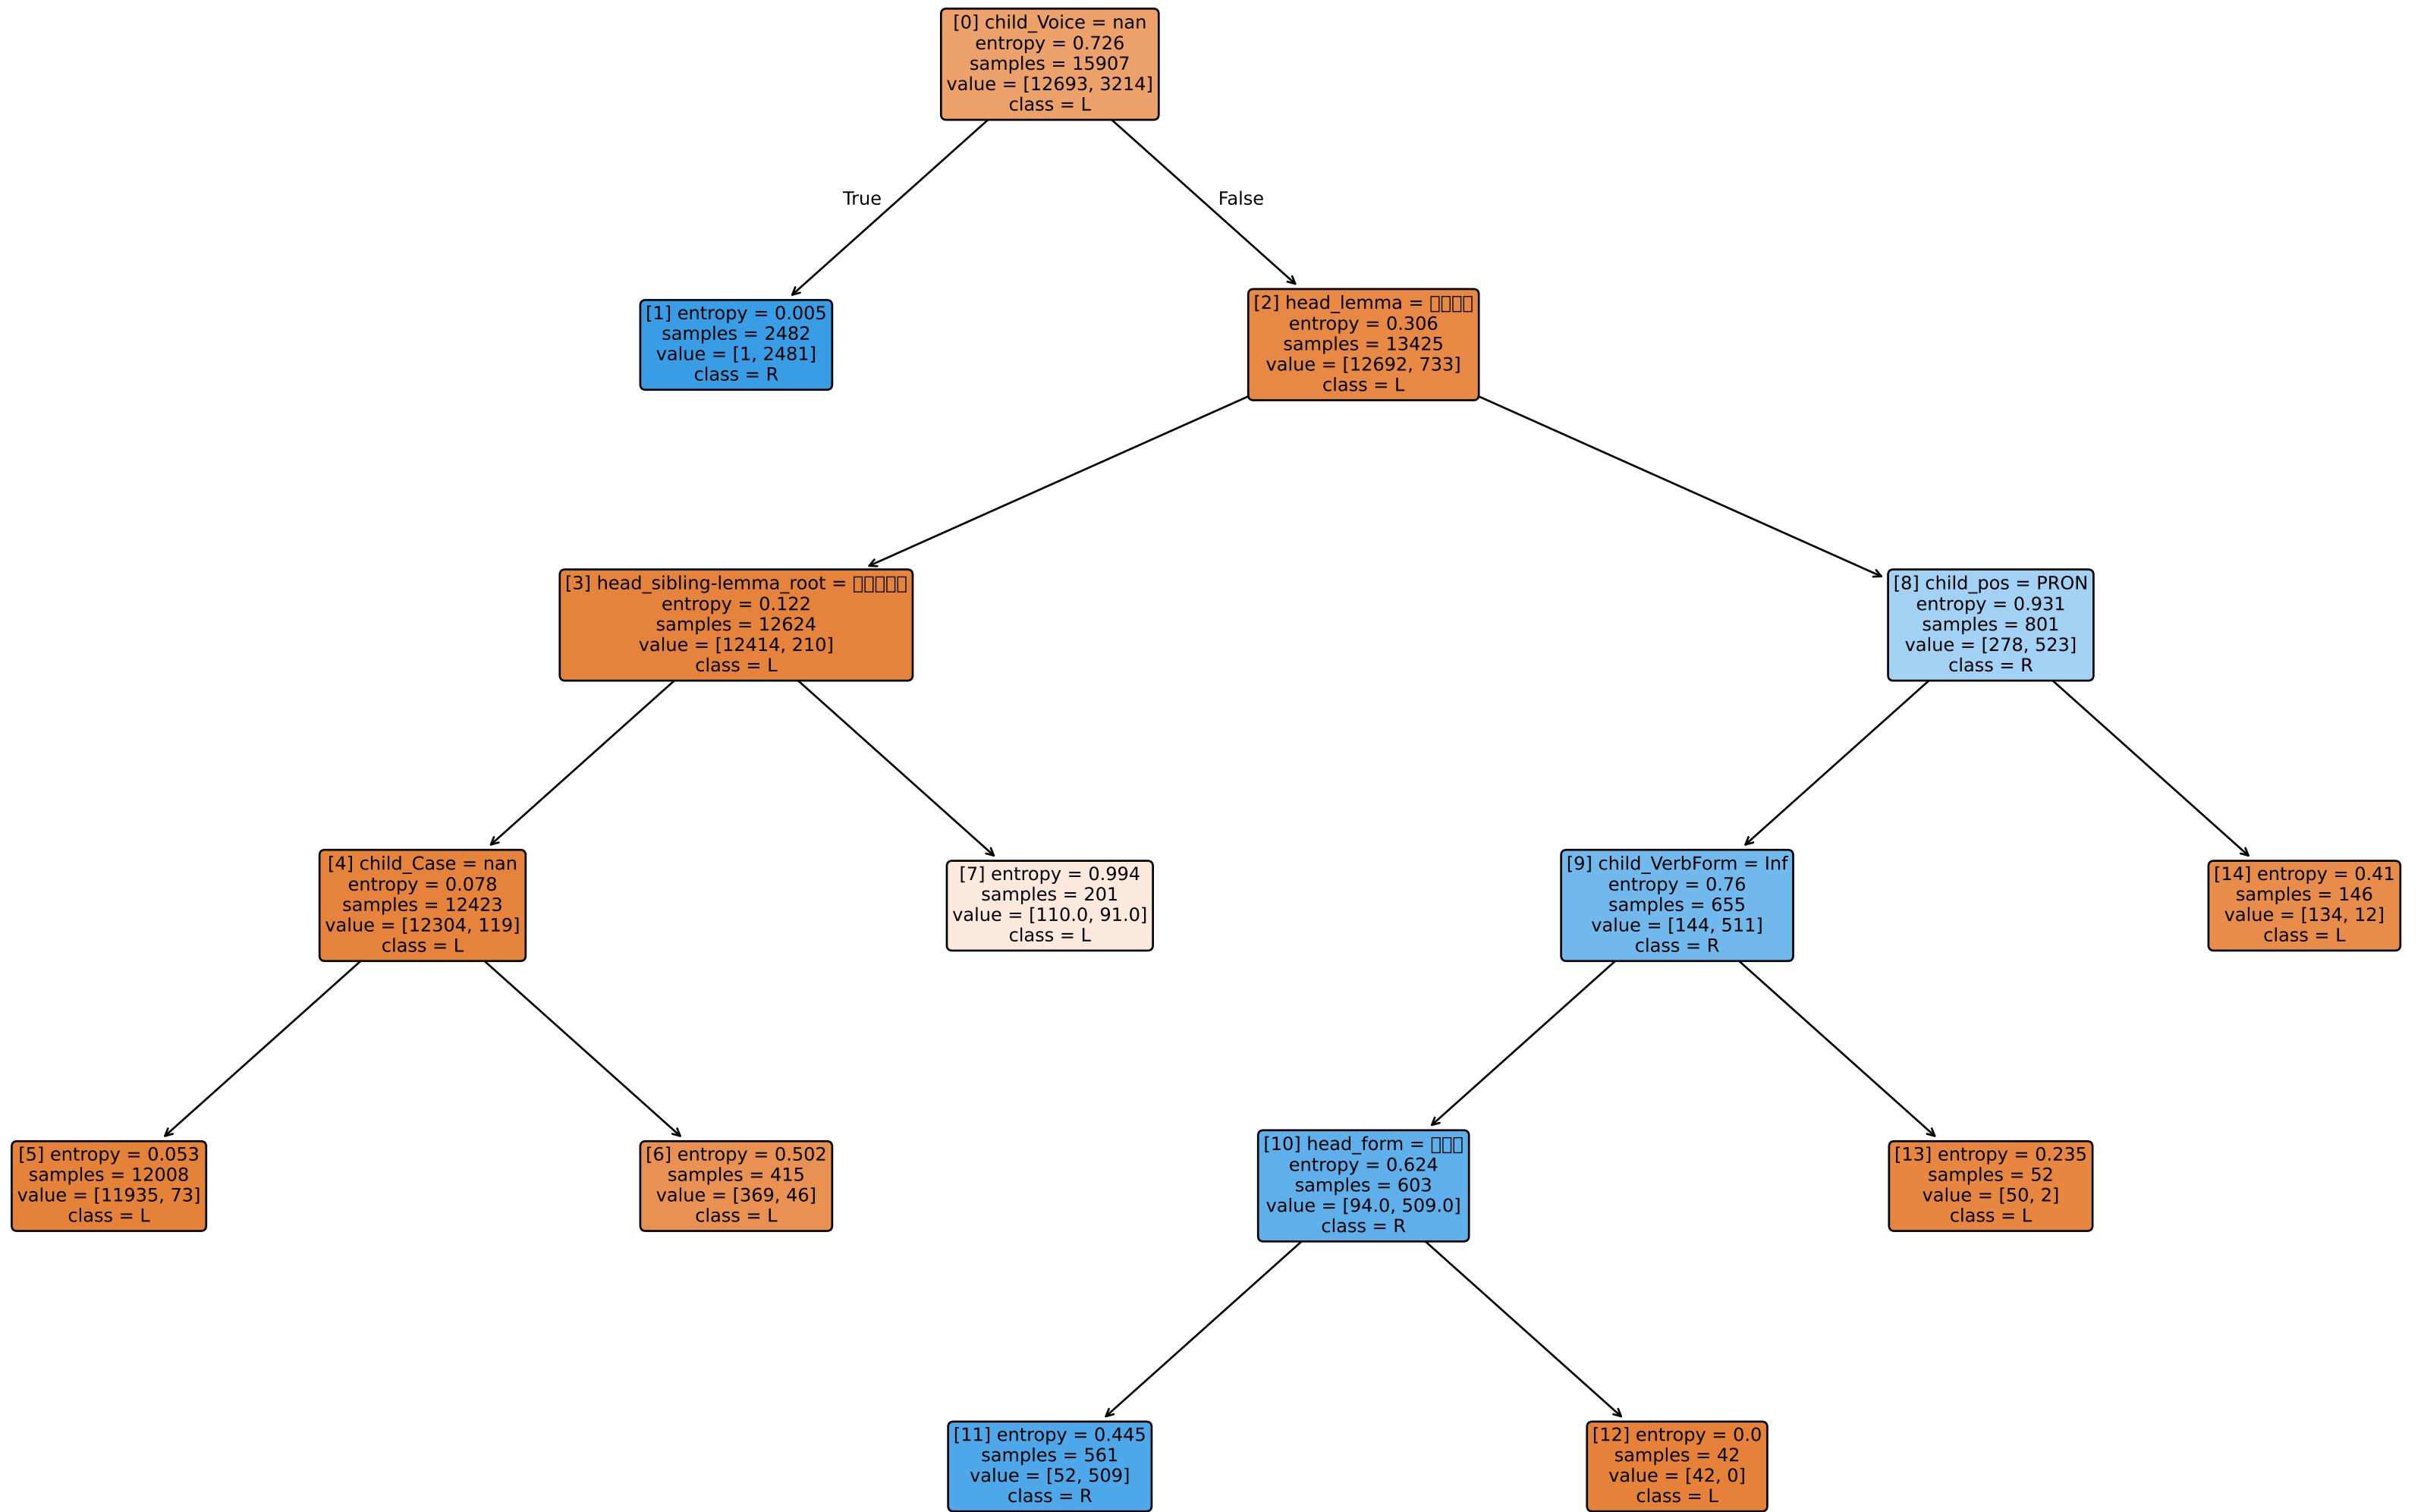 [0] child_Voice = nan
entropy = 0.726
samples = 15907
value = [12693, 3214]
class = L
True
False
[1] entropy = 0.005
samples = 2482
value = [1, 2481]
class = R
[2] head_lemma =
entropy = 0.306
samples = 13425
value = [12692, 733]
class = L
[3] head_sibling-lemma_root =
entropy = 0.122
samples = 12624
value = [12414, 210]
class = L
[8] child_pos = PRON
entropy = 0.931
samples = 801
value = [278, 523]
class = R
[4] child_Case = nan
entropy = 0.078
samples = 12423
value = [12304, 119]
class = L
[7] entropy = 0.994
samples = 201
value = [110.0, 91.0]
class = L
[9] child_VerbForm = Inf
entropy = 0.76
samples = 655
value = [144, 511]
class = R
[14] entropy = 0.41
samples = 146
value = [134, 12]
class = L
[5] entropy = 0.053
samples = 12008
value = [11935, 73]
class = L
[6] entropy = 0.502
samples = 415
value = [369, 46]
class = L
[10] head_form =
entropy = 0.624
samples = 603
value = [94.0, 509.0]
class = R
[13] entropy = 0.235
samples = 52
value = [50, 2]
class = L
[11] entropy = 0.445
samples = 561
value = [52, 509]
class = R
[12] entropy = 0.0
samples = 42
value = [42, 0]
class = L